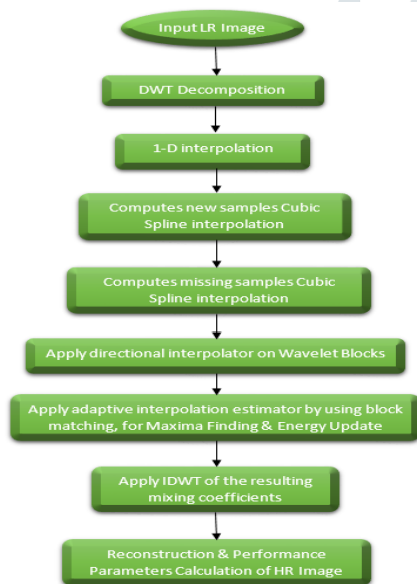 Input LR Image
DWT Decomposition
1-D interpolation
Computes new samples Cubic
Spline interpolation
Computes missing samples Cubic
Spline interpolation
Apply directional interpolator on Wavelet Blocks
Apply adaptive interpolation estimator by using block
matching, for Maxima Finding & Energy Update
Apply IDWT of the resulting
mixing coefficients
Reconstruction & Performance
Parameters Calculation of HR Image